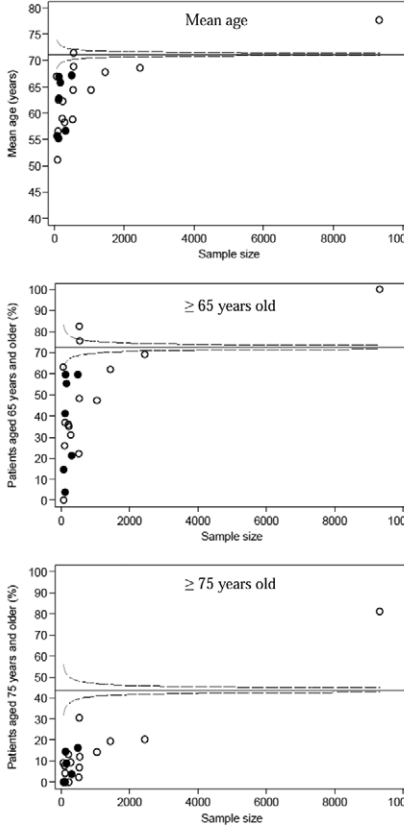 Mean age
80
75
70
65
60
55
50
45
40
0 2000 4000 6000 8000 1000
Sample size
Mean age (years)
≥ 65 years old
100
90
80
70
60
50
40
30
20
10
0
0 2000 4000 6000 8000 1000
Sample size
Patients aged 65 years and older (%)
≥ 75 years old
100
90
80
70
60
50
40
30
20
10
0
0 2000 4000 6000 8000 1000
Sample size
Patients aged 75 years and older (%)